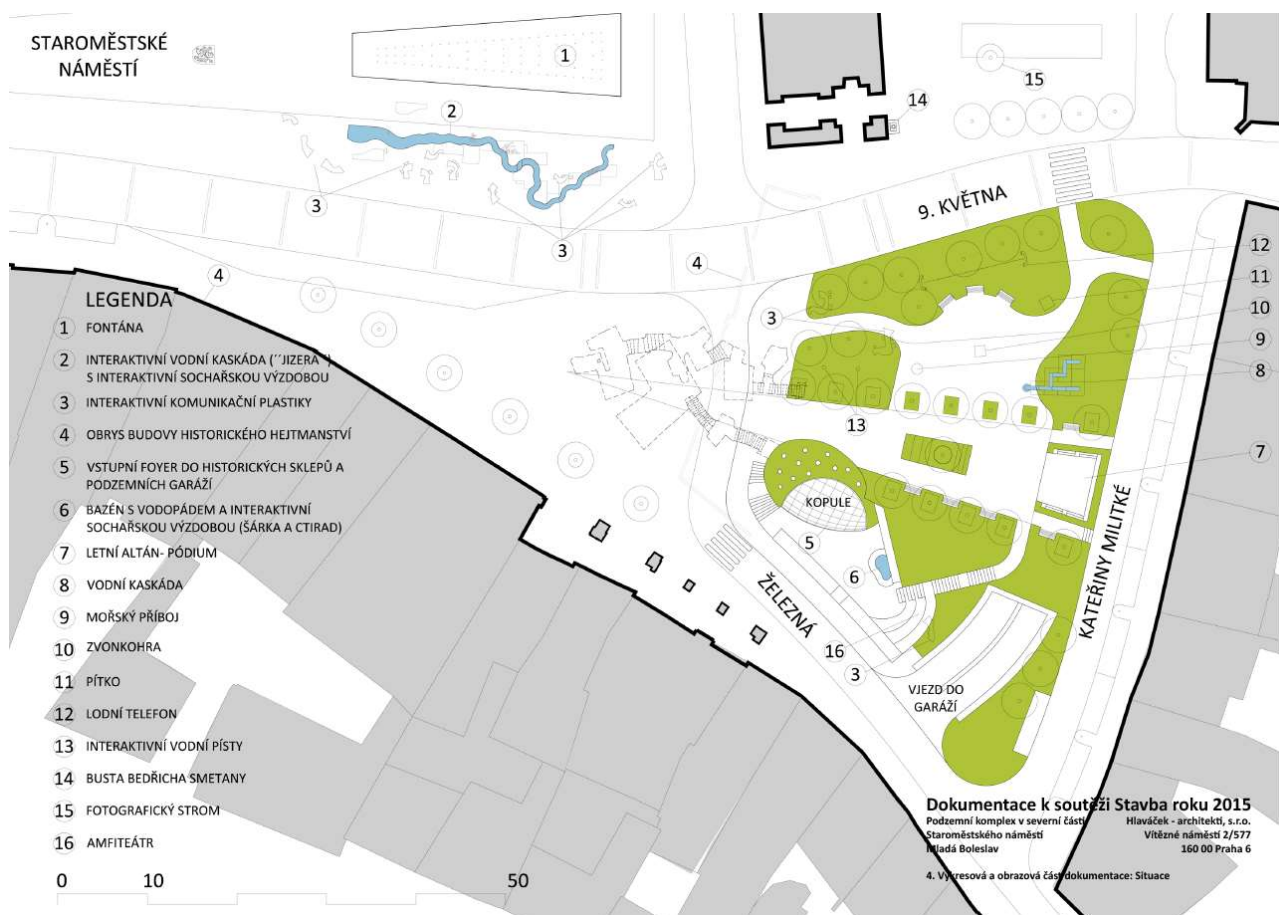 STAROMĚSTSKÉ
NÁMĚSTÍ
1
2
3
3
4
4
14
15
9. KVĚTNA
12
11
10
9
8
7
3
13
KOPULE
5
6
ŽELEZNÁ
KATEŘINY MILITKÉ
16
3
VJEZD DO
GARÁŽÍ
LEGENDA
1 FONTÁNA
2 INTERAKTIVNÍ VODNÍ KASKÁDA (´´JIZERA´´)
S INTERAKTIVNÍ SOCHAŘSKOU VÝZDOBOU
3 INTERAKTIVNÍ KOMUNIKAČNÍ PLASTIKY
4 OBRYS BUDOVY HISTORICKÉHO HEJTMANSTVÍ
5 VSTUPNÍ FOYER DO HISTORICKÝCH SKLEPŮ A
PODZEMNÍCH GARÁŽÍ
6 BAZÉN S VODOPÁDEM A INTERAKTIVNÍ
SOCHAŘSKOU VÝZDOBOU (ŠÁRKA A CTIRAD)
7 LETNÍ ALTÁN- PÓDIUM
8 VODNÍ KASKÁDA
9 MOŘSKÝ PŘÍBOJ
10 ZVONKOHRA
11 PÍTKO
12 LODNÍ TELEFON
13 INTERAKTIVNÍ VODNÍ PÍSTY
14 BUSTA BEDŘICHA SMETANY
15 FOTOGRAFICKÝ STROM
16 AMFITEÁTR
0 10 50
Dokumentace k soutěži Stavba roku 2015
Podzemní komplex v severní části Hlaváček - architekti, s.r.o.
Staroměstského náměstí Vítězné náměstí 2/577
Mladá Boleslav 160 00 Praha 6
4. Výkresová a obrazová část dokumentace: Situace